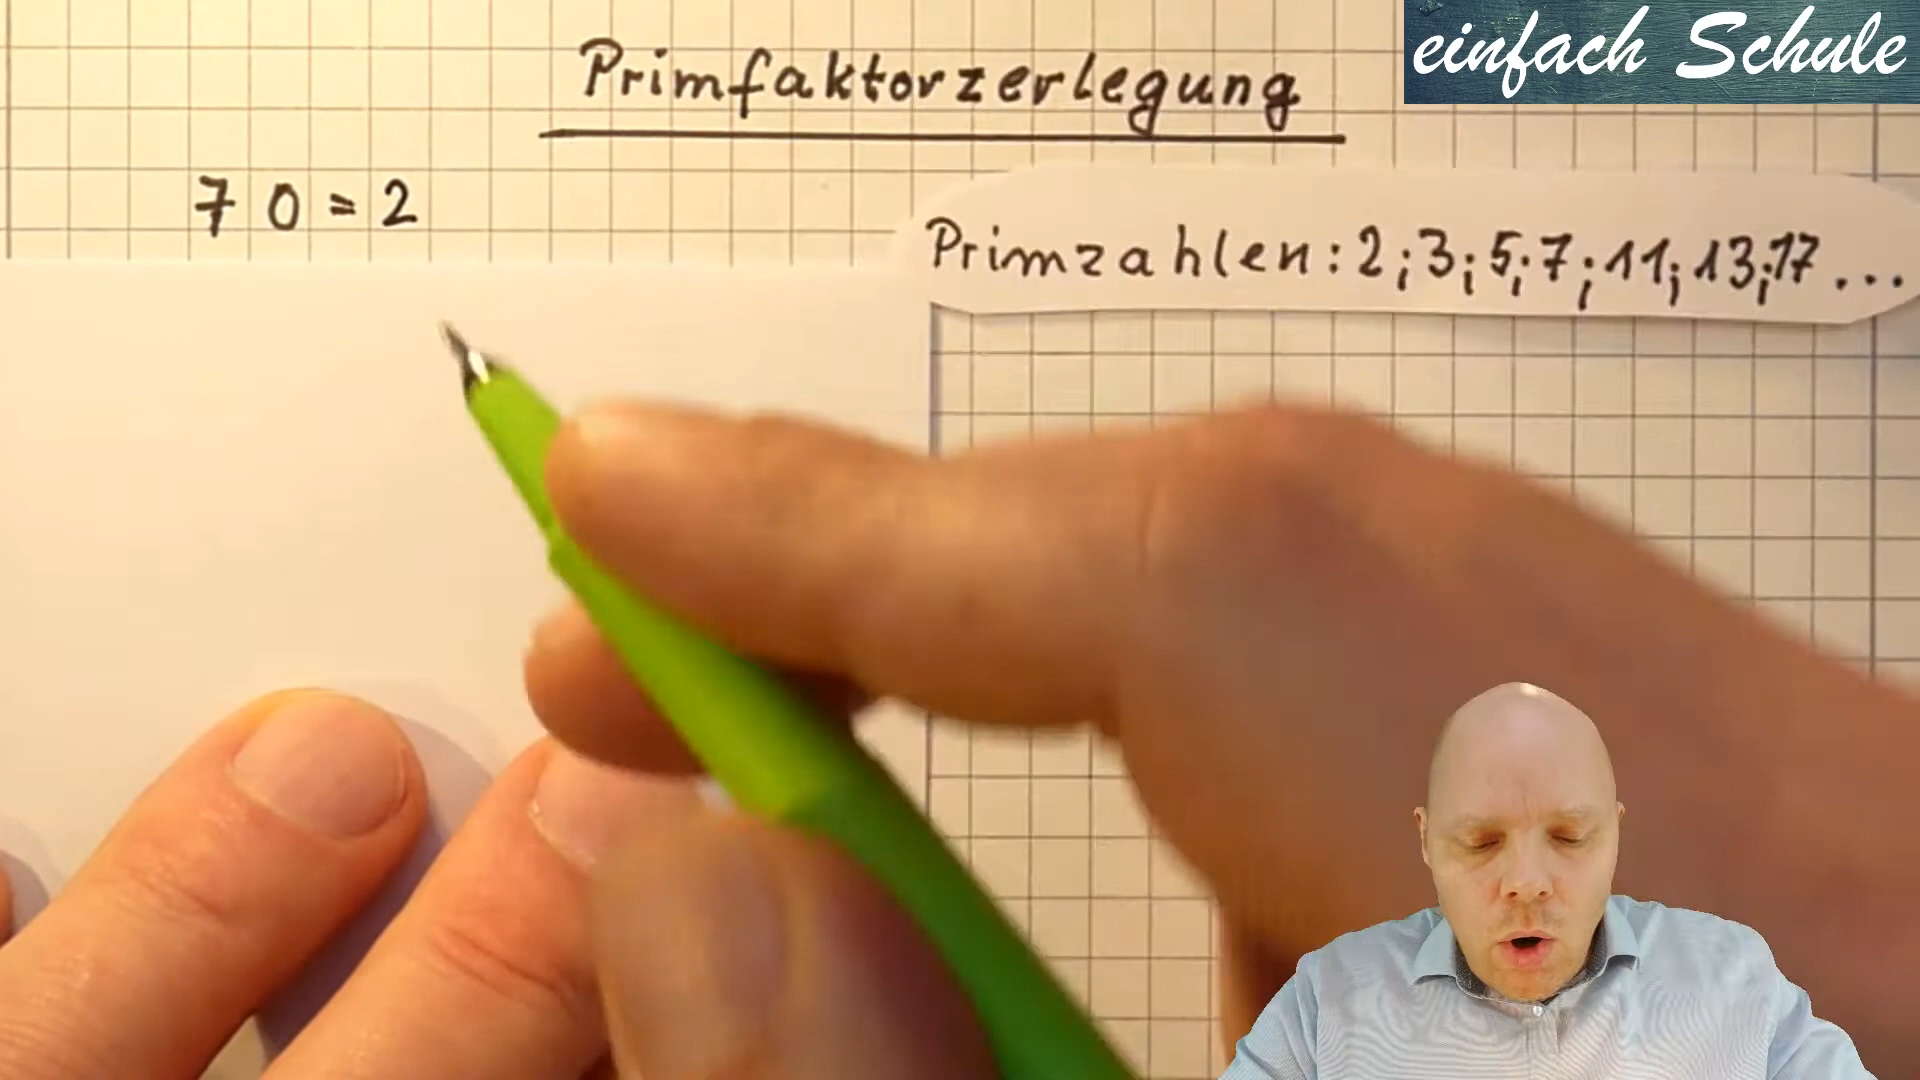 einfach Schule
Primfaktorzerlegung
70 = 2
Primzahlen: 2; 3; 5; 7; 11; 13; 17 ...